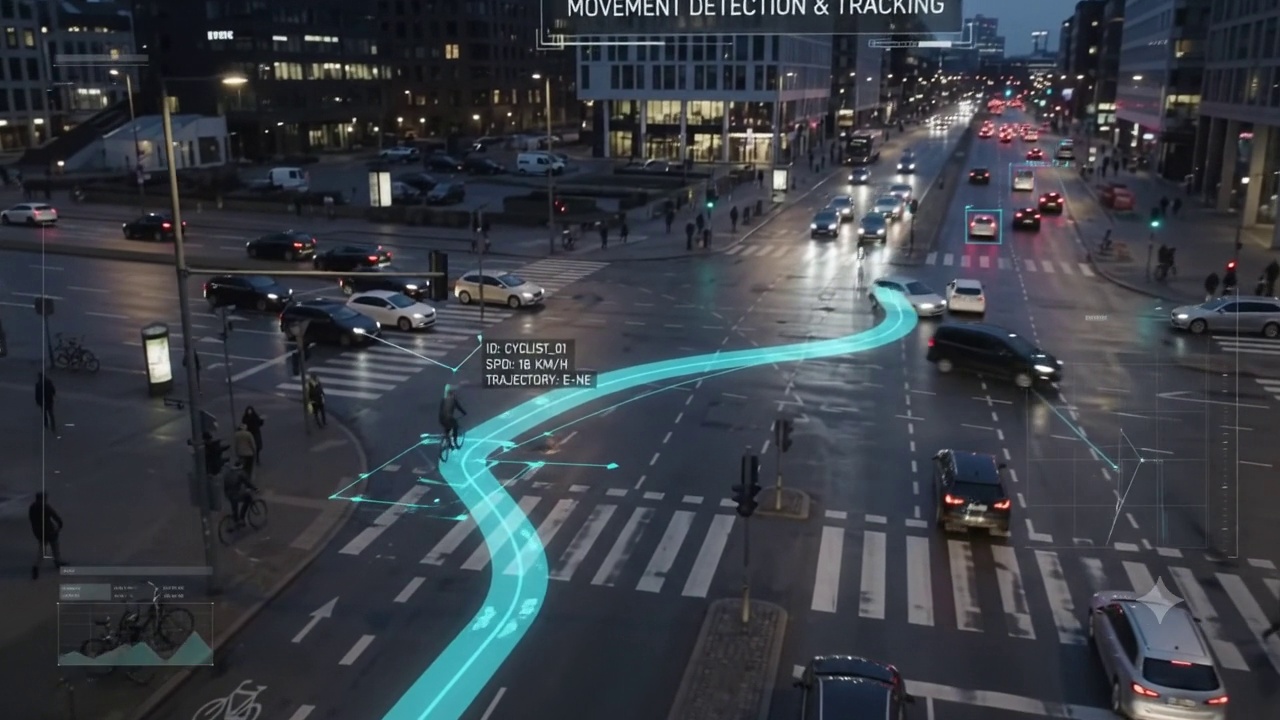 MOVEMENT DETECTION & TRACKING
ID: CYCLIST_01
SPD!: 18 KM/H
TRAJECTORY: E-NE